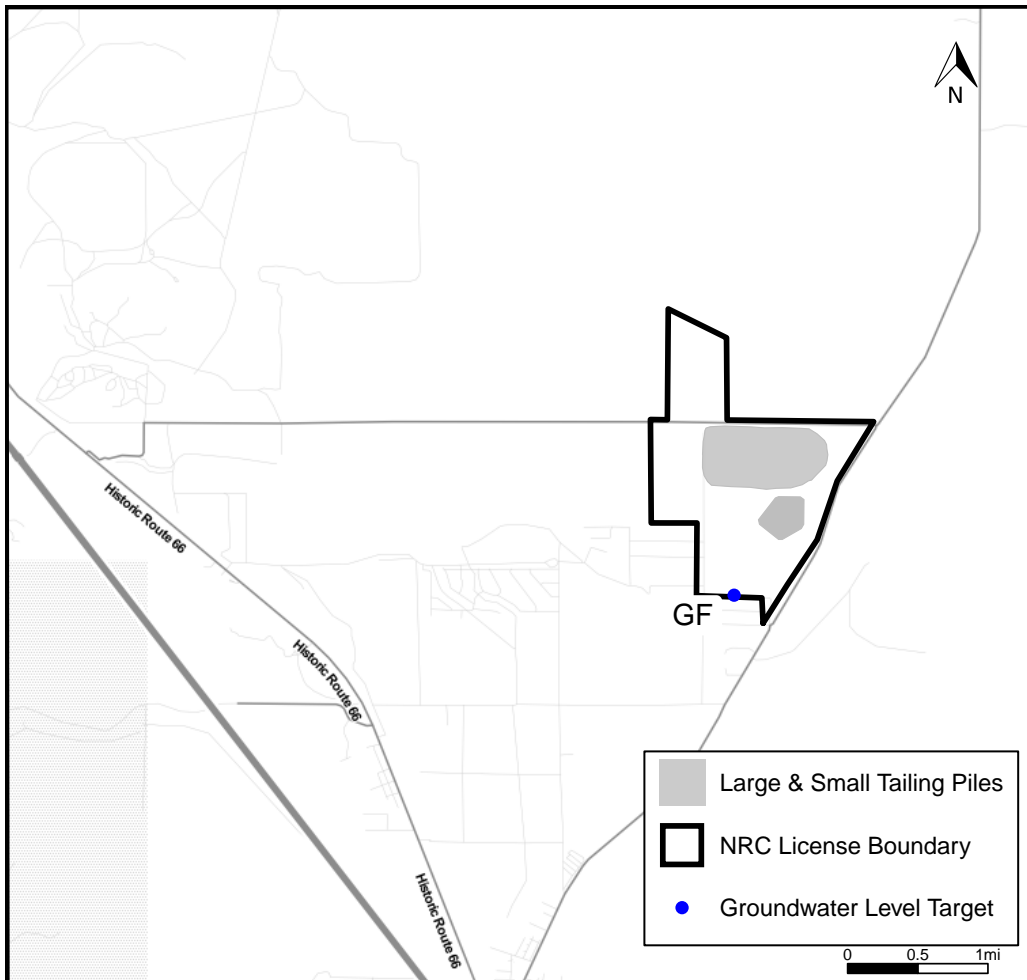 N
Historic Route 66
Historic Route 66
GF
Historic Route 66
Large & Small Tailing Piles
NRC License Boundary
Groundwater Level Target
0 0.5 1mi